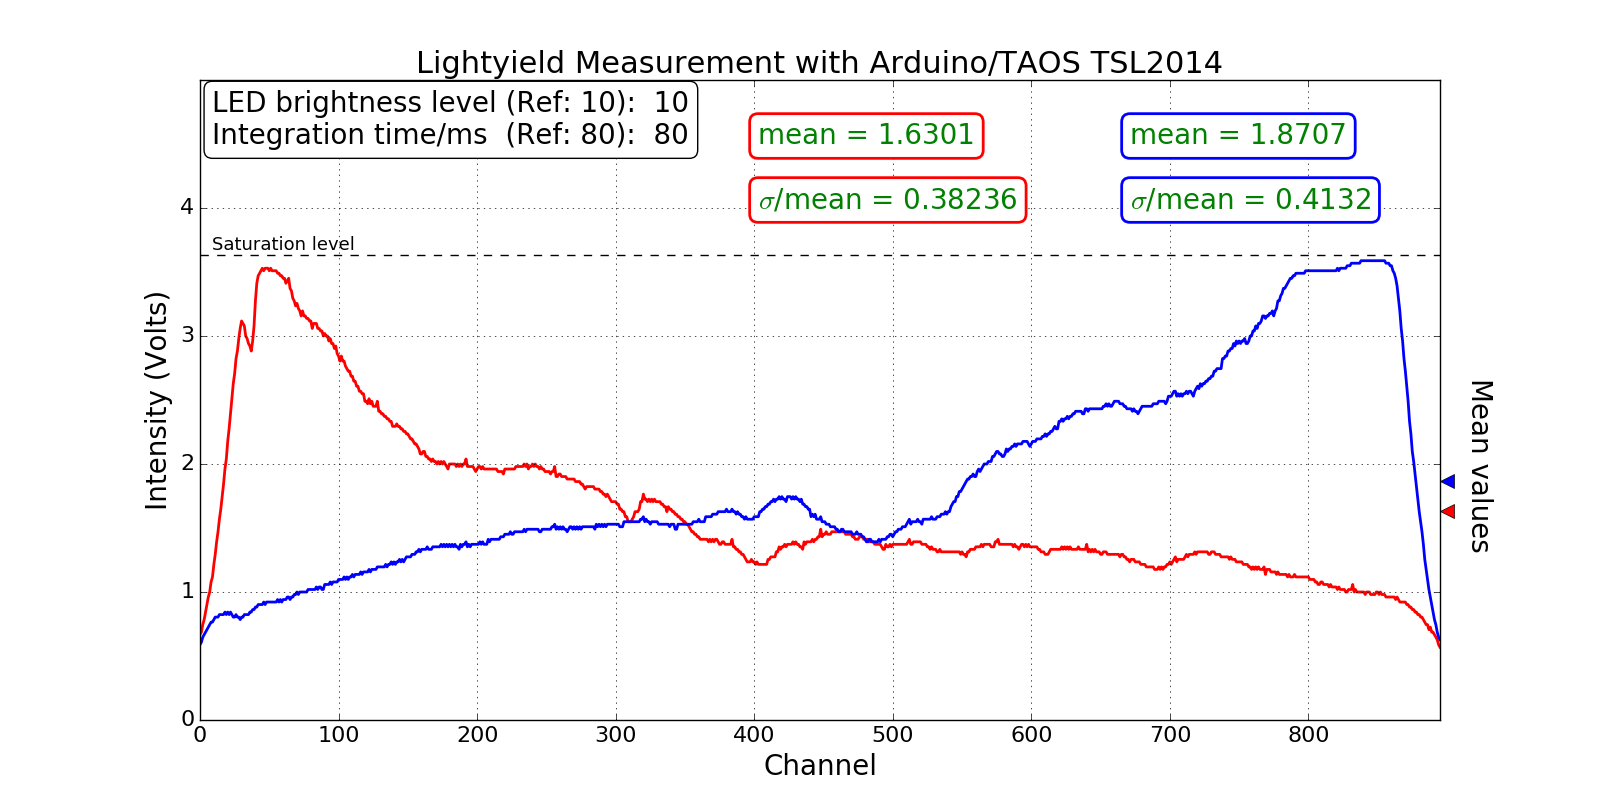 Lightyield Measurement with Arduino/TAOS TSL2014
LED brightness level (Ref: 10):  10
Integration time/ms  (Ref: 80):  80
mean = 1.6301
mean = 1.8707
σ/mean = 0.38236
σ/mean = 0.4132
Saturation level
4
3
2
1
0
Intensity (Volts)
Mean values
0 100 200 300 400 500 600 700 800
Channel